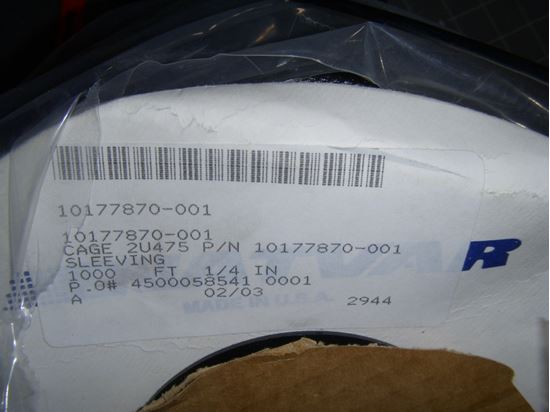 10177870-001
10177870-001
CAGE 2U475 P/N 10177870-001
SLEEVING
1000 FT 1/4 IN
P.O# 4500058541 0001
A 02/03 2944
MADE IN U.S.A.
R